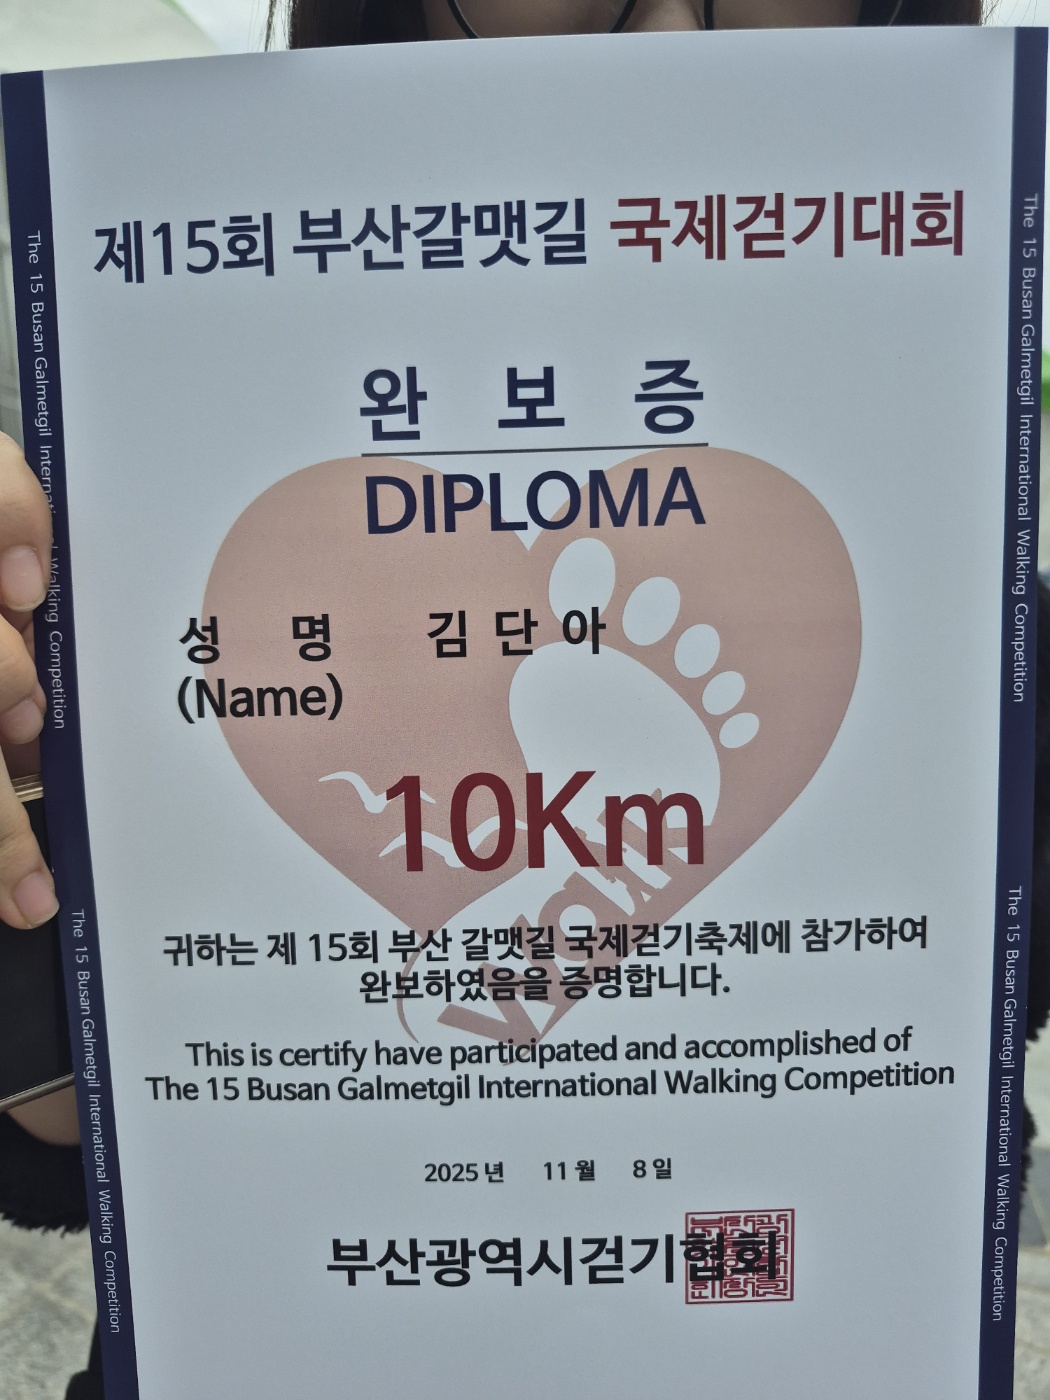 제15회 부산갈맷길 국제걷기대회
완 보 증
DIPLOMA
성 명 김 단 아
(Name)
10Km
walk
귀하는 제 15회 부산 갈맷길 국제걷기축제에 참가하여
완보하였음을 증명합니다.
This is certify have participated and accomplished of
The 15 Busan Galmetgil International Walking Competition
2025 년 11 월 8 일
부산광역시걷기협회
The 15 Busan Galmetgil International Walking Competition
The 15 Busan Galmetgil International Walking Competition
The 15 Busan Galmetgil International Walking Competition
The 15 Busan Galmetgil International Walking Competition